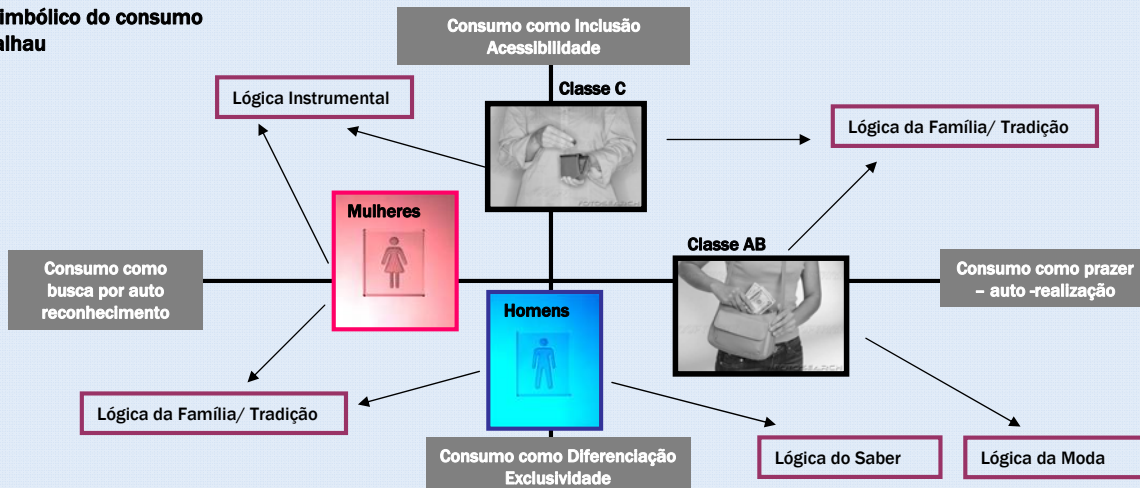 imbólico do consumo
alhau
Consumo como Inclusão
Acessibilidade
Classe C
Lógica Instrumental
Lógica da Família/ Tradição
Mulheres
Classe AB
Consumo como
busca por auto
reconhecimento
Consumo como prazer
– auto -realização
Homens
Lógica da Família/ Tradição
Consumo como Diferenciação
Exclusividade
Lógica do Saber
Lógica da Moda